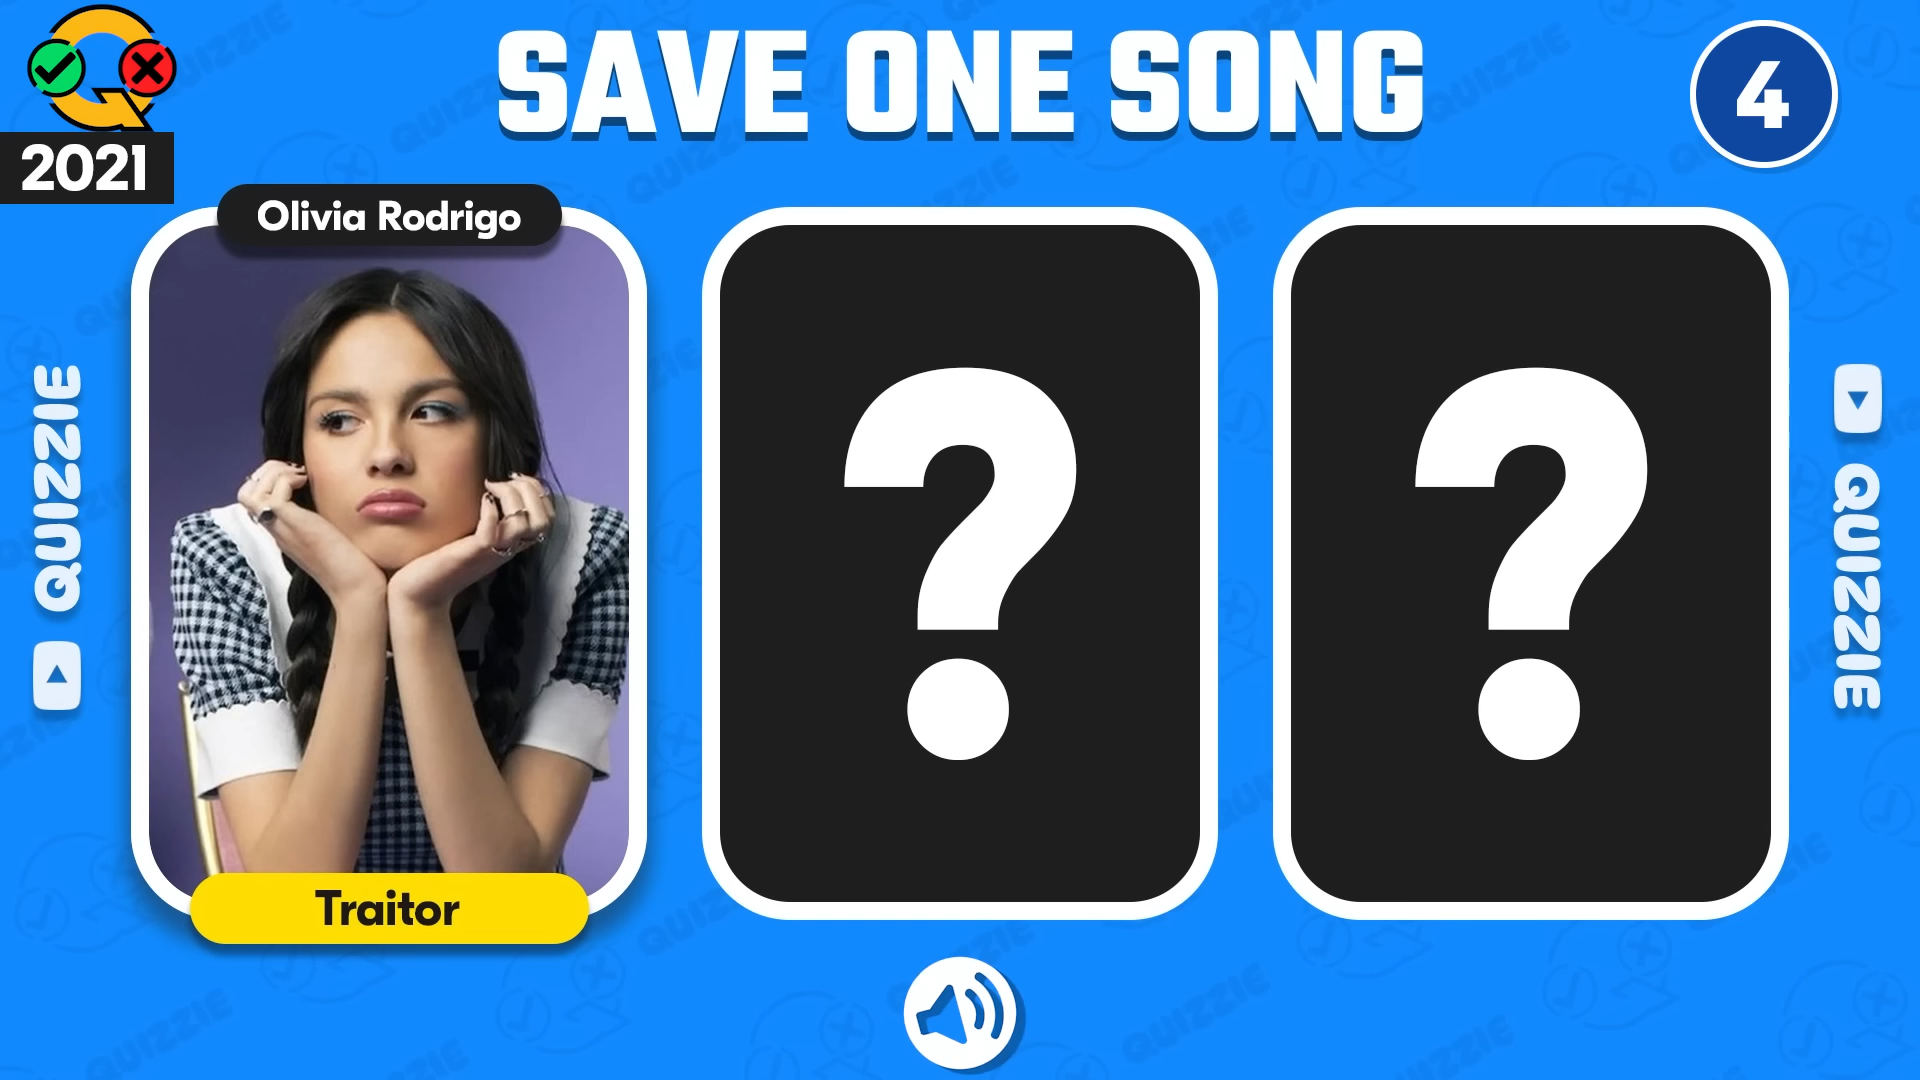 SAVE ONE SONG
4
2021
Olivia Rodrigo
?
?
Traitor
QUIZZIE
QUIZZIE